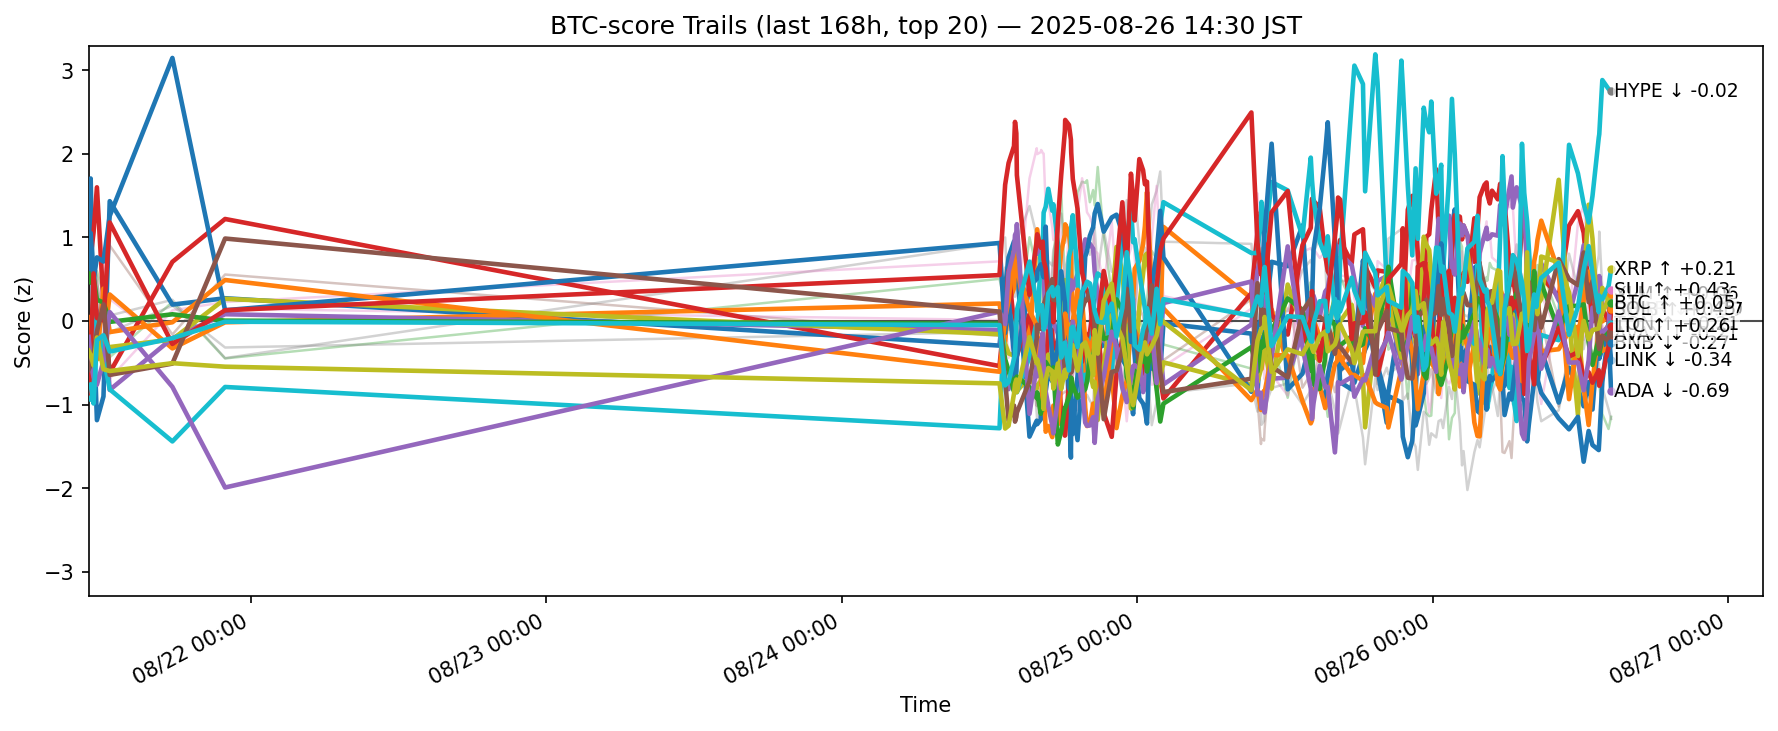 BTC-score Trails (last 168h, top 20) — 2025-08-26 14:30 JST
3
2
1
0
−1
−2
−3
Score (z)
HYPE ↓ -0.02
XRP ↑ +0.21
BTC ↑ +0.05
LTC ↑ +0.26
BNB ↓ -0.27
LINK ↓ -0.34
ADA ↓ -0.69
08/22 00:00
08/23 00:00
08/24 00:00
08/25 00:00
08/26 00:00
08/27 00:00
Time